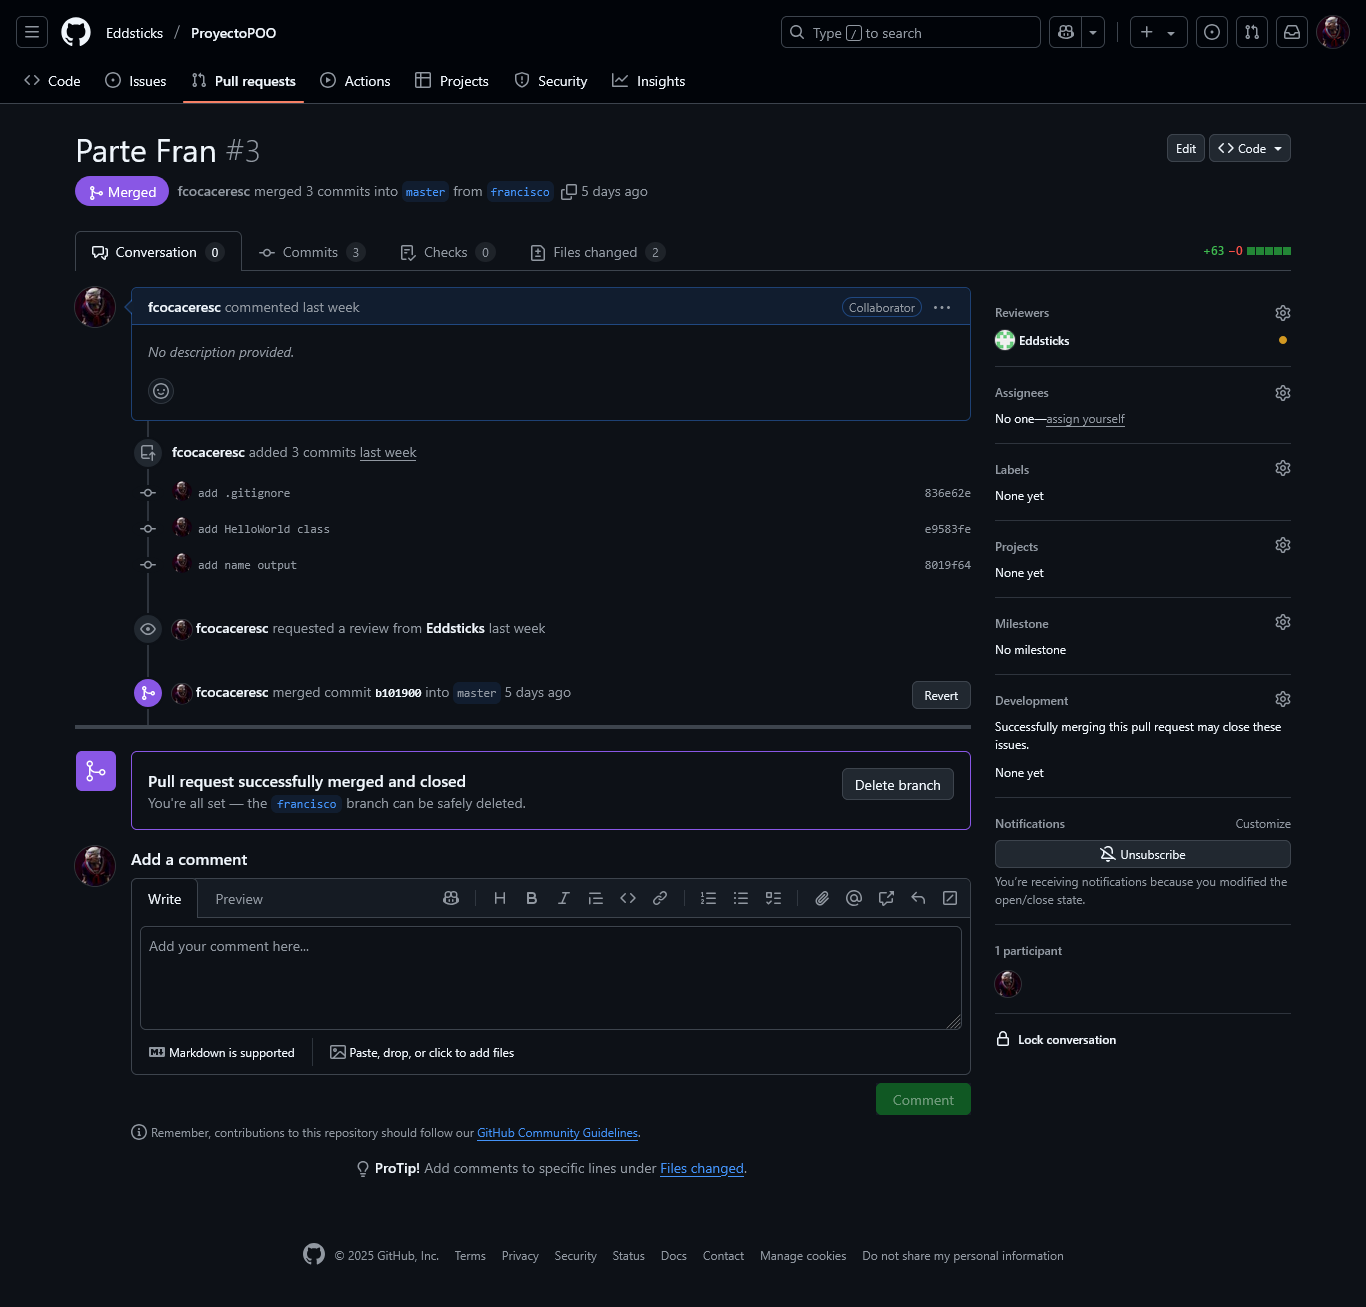 Eddsticks / ProyectoPOO
Type / to search
Code
Issues
Pull requests
Actions
Projects
Security
Insights
Parte Fran #3
Edit
Code
Merged
fcocaceresc merged 3 commits into master from francisco 5 days ago
Conversation 0
Commits 3
Checks 0
Files changed 2
+63 −0
fcocaceresc commented last week
Collaborator
No description provided.
fcocaceresc added 3 commits last week
add .gitignore 836e62e
add HelloWorld class e9583fe
add name output 8019f64
fcocaceresc requested a review from Eddsticks last week
fcocaceresc merged commit b101900 into master 5 days ago
Revert
Pull request successfully merged and closed
You're all set — the francisco branch can be safely deleted.
Delete branch
Add a comment
Write
Preview
Add your comment here...
Markdown is supported
Paste, drop, or click to add files
Comment
Remember, contributions to this repository should follow our GitHub Community Guidelines.
ProTip! Add comments to specific lines under Files changed.
Reviewers
Eddsticks
Assignees
No one—assign yourself
Labels
None yet
Projects
None yet
Milestone
No milestone
Development
Successfully merging this pull request may close these
issues.
None yet
Notifications
Customize
Unsubscribe
You're receiving notifications because you modified the
open/close state.
1 participant
Lock conversation
© 2025 GitHub, Inc.
Terms
Privacy
Security
Status
Docs
Contact
Manage cookies
Do not share my personal information